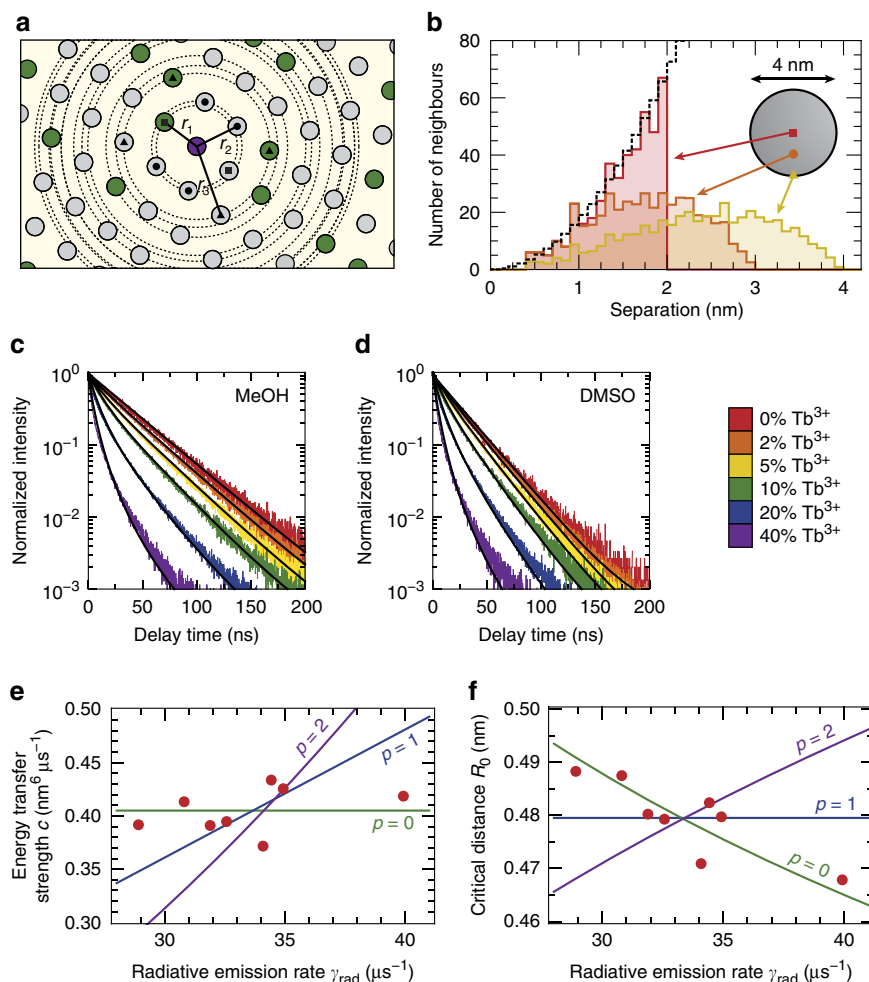 a
r1
r2
r3
b
Number of neighbours
80
60
40
20
0
0
1
2
3
4
Separation (nm)
4 nm
c
Normalized intensity
10^0
10^–1
10^–2
10^–3
MeOH
0
50
100
150
200
Delay time (ns)
d
Normalized intensity
10^0
10^–1
10^–2
10^–3
DMSO
0
50
100
150
200
Delay time (ns)
0% Tb3+
2% Tb3+
5% Tb3+
10% Tb3+
20% Tb3+
40% Tb3+
e
Energy transfer
strength c (nm6 μs–1)
0.50
0.45
0.40
0.35
0.30
p = 2
p = 1
p = 0
30
35
40
Radiative emission rate γrad (μs–1)
f
Critical distance R0 (nm)
0.50
0.49
0.48
0.47
0.46
p = 2
p = 1
p = 0
30
35
40
Radiative emission rate γrad (μs–1)